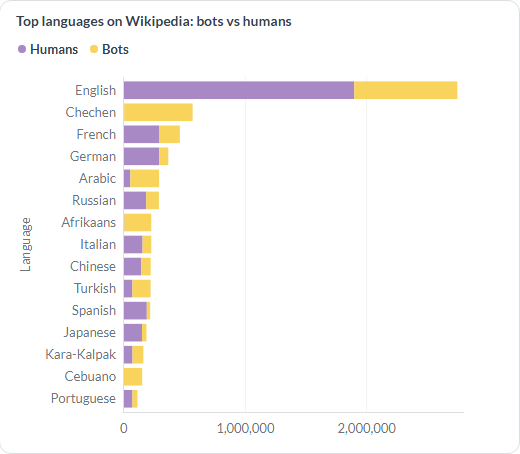 Top languages on Wikipedia: bots vs humans
Humans Bots
Language
English
Chechen
French
German
Arabic
Russian
Afrikaans
Italian
Chinese
Turkish
Spanish
Japanese
Kara-Kalpak
Cebuano
Portuguese
0 1,000,000 2,000,000